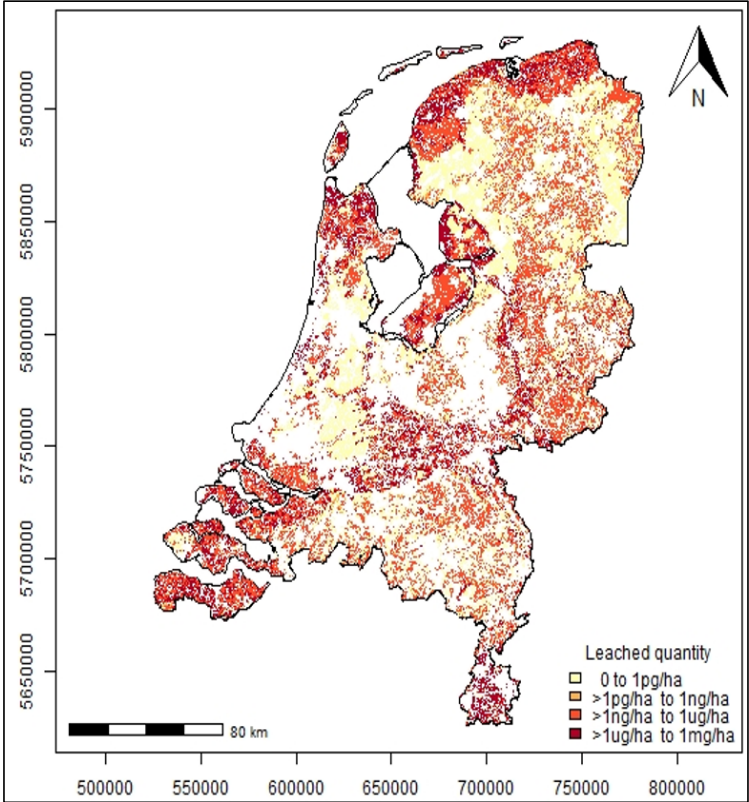 N
5900000
5850000
5800000
5750000
5700000
5650000
Leached quantity
0 to 1pg/ha
>1pg/ha to 1ng/ha
>1ng/ha to 1ug/ha
>1ug/ha to 1mg/ha
80 km
500000 550000 600000 650000 700000 750000 800000